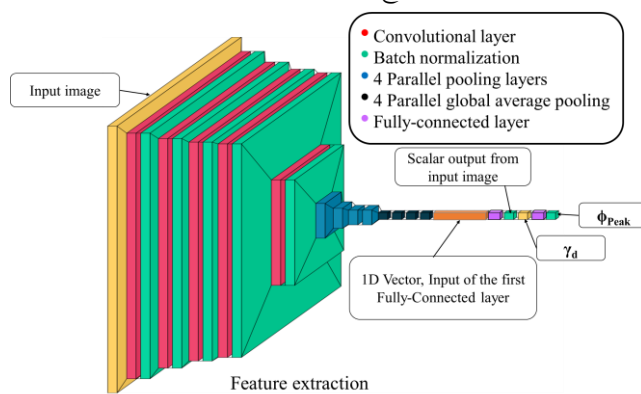 Input image
Convolutional layer
Batch normalization
4 Parallel pooling layers
4 Parallel global average pooling
Fully-connected layer
Scalar output from
input image
ϕPeak
γd
1D Vector, Input of the first
Fully-Connected layer
Feature extraction